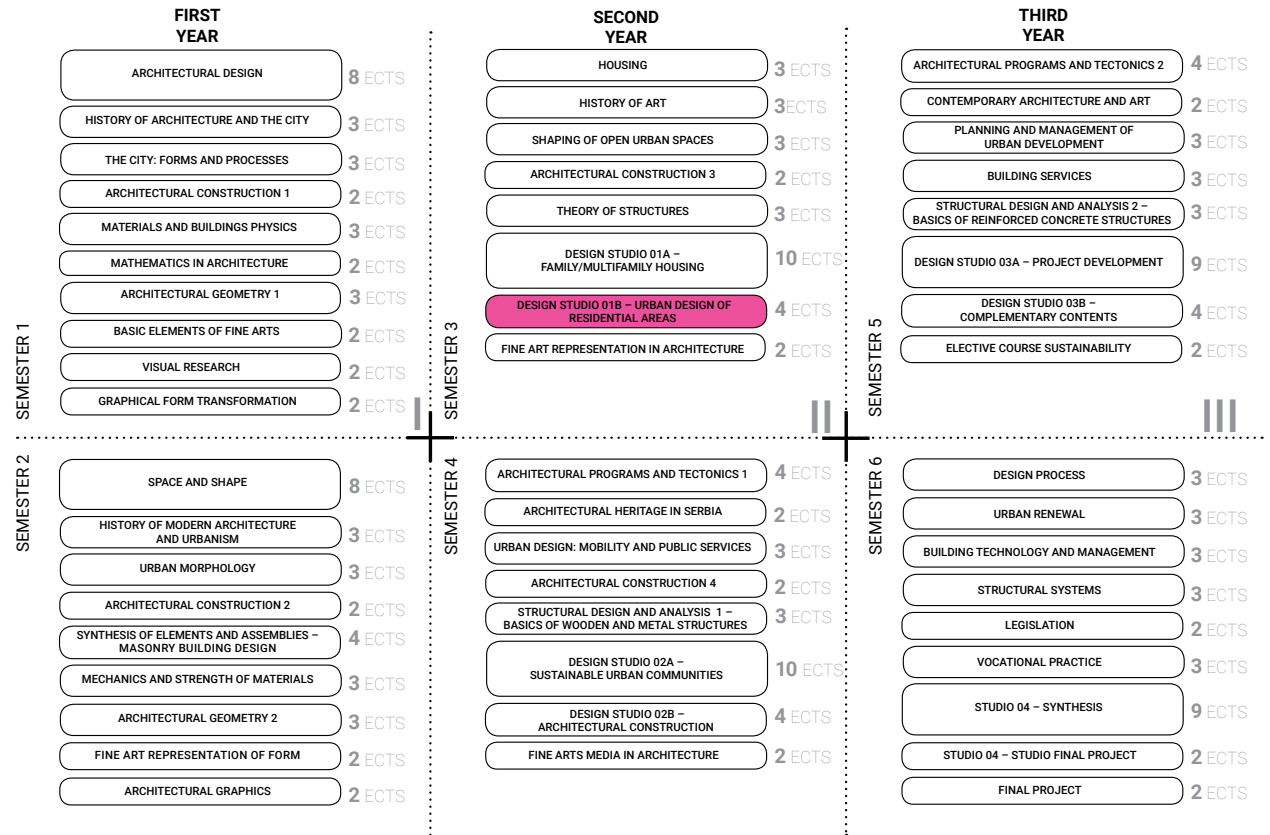 FIRST
YEAR
SEMESTER 1
ARCHITECTURAL DESIGN
8 ECTS
HISTORY OF ARCHITECTURE AND THE CITY
3 ECTS
THE CITY: FORMS AND PROCESSES
3 ECTS
ARCHITECTURAL CONSTRUCTION 1
2 ECTS
MATERIALS AND BUILDINGS PHYSICS
3 ECTS
MATHEMATICS IN ARCHITECTURE
2 ECTS
ARCHITECTURAL GEOMETRY 1
3 ECTS
BASIC ELEMENTS OF FINE ARTS
2 ECTS
VISUAL RESEARCH
2 ECTS
GRAPHICAL FORM TRANSFORMATION
2 ECTS
I
SEMESTER 2
SPACE AND SHAPE
8 ECTS
HISTORY OF MODERN ARCHITECTURE
AND URBANISM
3 ECTS
URBAN MORPHOLOGY
3 ECTS
ARCHITECTURAL CONSTRUCTION 2
2 ECTS
SYNTHESIS OF ELEMENTS AND ASSEMBLIES –
MASONRY BUILDING DESIGN
4 ECTS
MECHANICS AND STRENGTH OF MATERIALS
3 ECTS
ARCHITECTURAL GEOMETRY 2
3 ECTS
FINE ART REPRESENTATION OF FORM
2 ECTS
ARCHITECTURAL GRAPHICS
2 ECTS
SECOND
YEAR
SEMESTER 3
HOUSING
3 ECTS
HISTORY OF ART
3ECTS
SHAPING OF OPEN URBAN SPACES
3 ECTS
ARCHITECTURAL CONSTRUCTION 3
2 ECTS
THEORY OF STRUCTURES
3 ECTS
DESIGN STUDIO 01A –
FAMILY/MULTIFAMILY HOUSING
10 ECTS
DESIGN STUDIO 01B – URBAN DESIGN OF
RESIDENTIAL AREAS
4 ECTS
FINE ART REPRESENTATION IN ARCHITECTURE
2 ECTS
II
SEMESTER 4
ARCHITECTURAL PROGRAMS AND TECTONICS 1
4 ECTS
ARCHITECTURAL HERITAGE IN SERBIA
2 ECTS
URBAN DESIGN: MOBILITY AND PUBLIC SERVICES
3 ECTS
ARCHITECTURAL CONSTRUCTION 4
2 ECTS
STRUCTURAL DESIGN AND ANALYSIS 1 –
BASICS OF WOODEN AND METAL STRUCTURES
3 ECTS
DESIGN STUDIO 02A –
SUSTAINABLE URBAN COMMUNITIES
10 ECTS
DESIGN STUDIO 02B –
ARCHITECTURAL CONSTRUCTION
4 ECTS
FINE ARTS MEDIA IN ARCHITECTURE
2 ECTS
THIRD
YEAR
SEMESTER 5
ARCHITECTURAL PROGRAMS AND TECTONICS 2
4 ECTS
CONTEMPORARY ARCHITECTURE AND ART
2 ECTS
PLANNING AND MANAGEMENT OF
URBAN DEVELOPMENT
3 ECTS
BUILDING SERVICES
3 ECTS
STRUCTURAL DESIGN AND ANALYSIS 2 –
BASICS OF REINFORCED CONCRETE STRUCTURES
3 ECTS
DESIGN STUDIO 03A – PROJECT DEVELOPMENT
9 ECTS
DESIGN STUDIO 03B –
COMPLEMENTARY CONTENTS
4 ECTS
ELECTIVE COURSE SUSTAINABILITY
2 ECTS
III
SEMESTER 6
DESIGN PROCESS
3 ECTS
URBAN RENEWAL
3 ECTS
BUILDING TECHNOLOGY AND MANAGEMENT
3 ECTS
STRUCTURAL SYSTEMS
3 ECTS
LEGISLATION
2 ECTS
VOCATIONAL PRACTICE
3 ECTS
STUDIO 04 – SYNTHESIS
9 ECTS
STUDIO 04 – STUDIO FINAL PROJECT
2 ECTS
FINAL PROJECT
2 ECTS